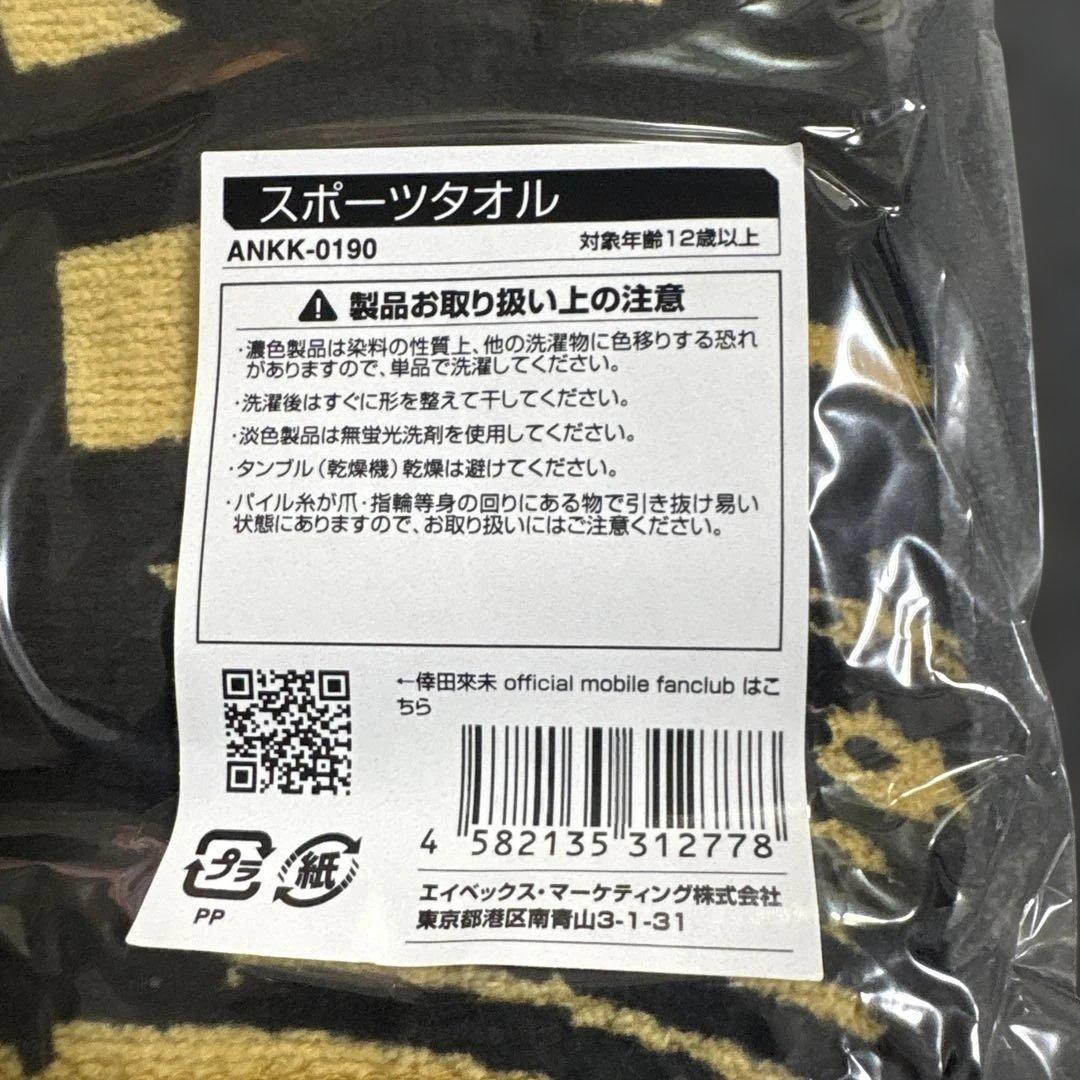 スポーツタオル
ANKK-0190 対象年齢12歳以上
製品お取り扱い上の注意
・濃色製品は染料の性質上、他の洗濯物に色移りする恐れ
がありますので、単品で洗濯してください。
・洗濯後はすぐに形を整えて干してください。
・淡色製品は無蛍光洗剤を使用してください。
・タンブル(乾燥機)乾燥は避けてください。
・パイル糸が爪・指輪等身の回りにある物で引き抜け易い
状態にありますので、お取り扱いにはご注意ください。
←倖田來未 official mobile fanclub はこ
ちら
4 582135 312778
プラ
PP
紙
エイベックス・マーケティング株式会社
東京都港区南青山3-1-31